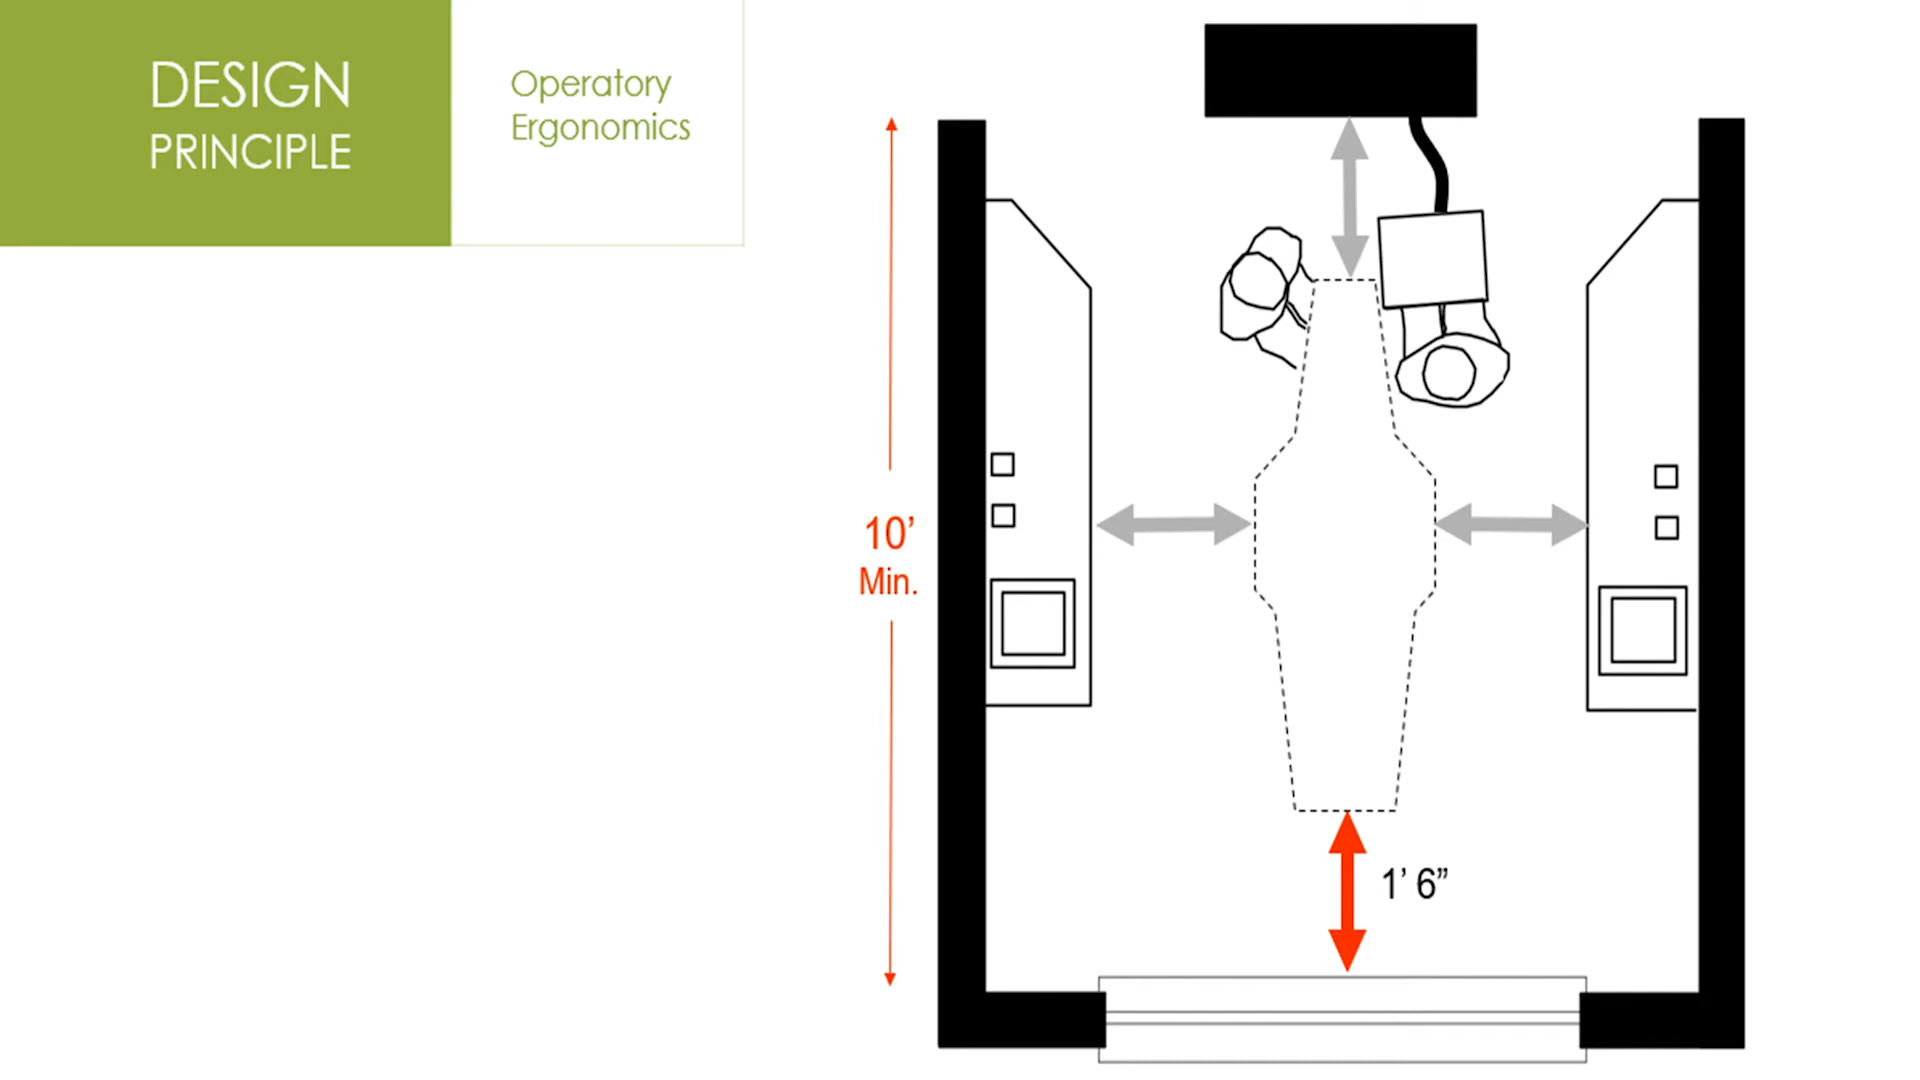 DESIGN
PRINCIPLE
Operatory
Ergonomics
10’
Min.
1’ 6”